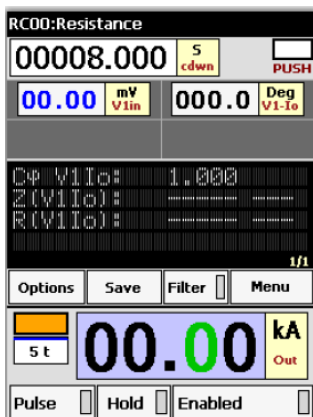 RC00:Resistance
00008.000 S cdwn PUSH
00.00 mV V1in 000.0 Deg V1-Io
Cφ V1Io: 1.000
Z(V1Io): ------ ----
R(V1Io): ------ ----
1/1
Options Save Filter Menu
5 t 00.00 kA Out
Pulse Hold Enabled